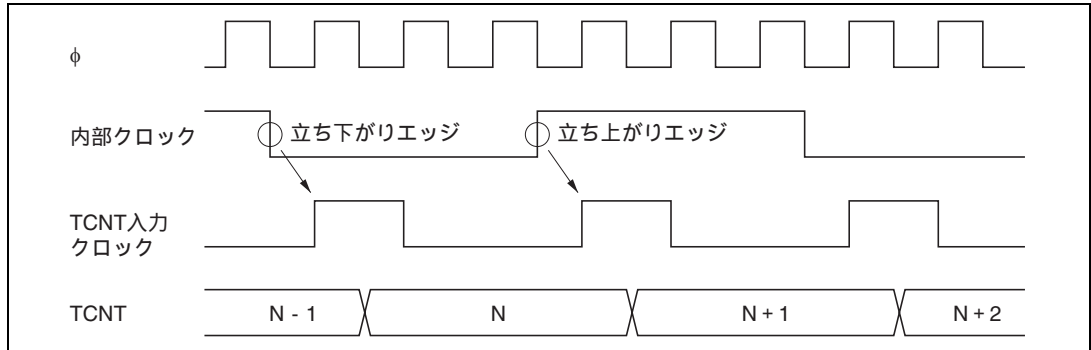 φ
内部クロック
立ち下がりエッジ
立ち上がりエッジ
TCNT入力
クロック
TCNT
N - 1
N
N + 1
N + 2